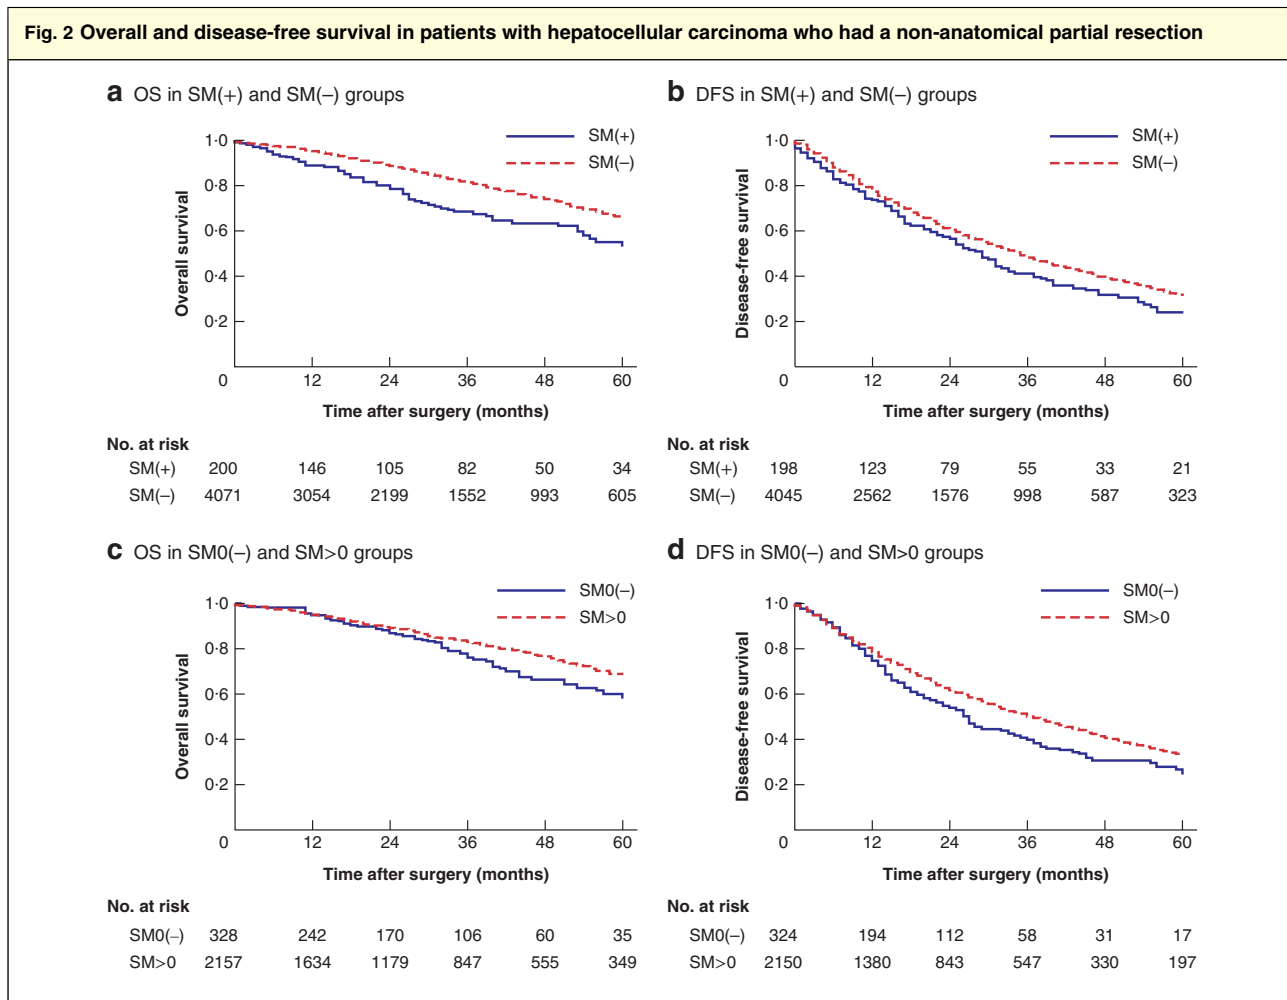 Fig. 2 Overall and disease-free survival in patients with hepatocellular carcinoma who had a non-anatomical partial resection
a OS in SM(+) and SM(–) groups
SM(+)
SM(–)
1·0
0·8
0·6
0·4
0·2
0
12
24
36
48
60
Overall survival
Time after surgery (months)
No. at risk
SM(+) 200 146 105 82 50 34
SM(–) 4071 3054 2199 1552 993 605
b DFS in SM(+) and SM(–) groups
SM(+)
SM(–)
1·0
0·8
0·6
0·4
0·2
0
12
24
36
48
60
Disease-free survival
Time after surgery (months)
No. at risk
SM(+) 198 123 79 55 33 21
SM(–) 4045 2562 1576 998 587 323
c OS in SM0(–) and SM>0 groups
SM0(–)
SM>0
1·0
0·8
0·6
0·4
0·2
0
12
24
36
48
60
Overall survival
Time after surgery (months)
No. at risk
SM0(–) 328 242 170 106 60 35
SM>0 2157 1634 1179 847 555 349
d DFS in SM0(–) and SM>0 groups
SM0(–)
SM>0
1·0
0·8
0·6
0·4
0·2
0
12
24
36
48
60
Disease-free survival
Time after surgery (months)
No. at risk
SM0(–) 324 194 112 58 31 17
SM>0 2150 1380 843 547 330 197